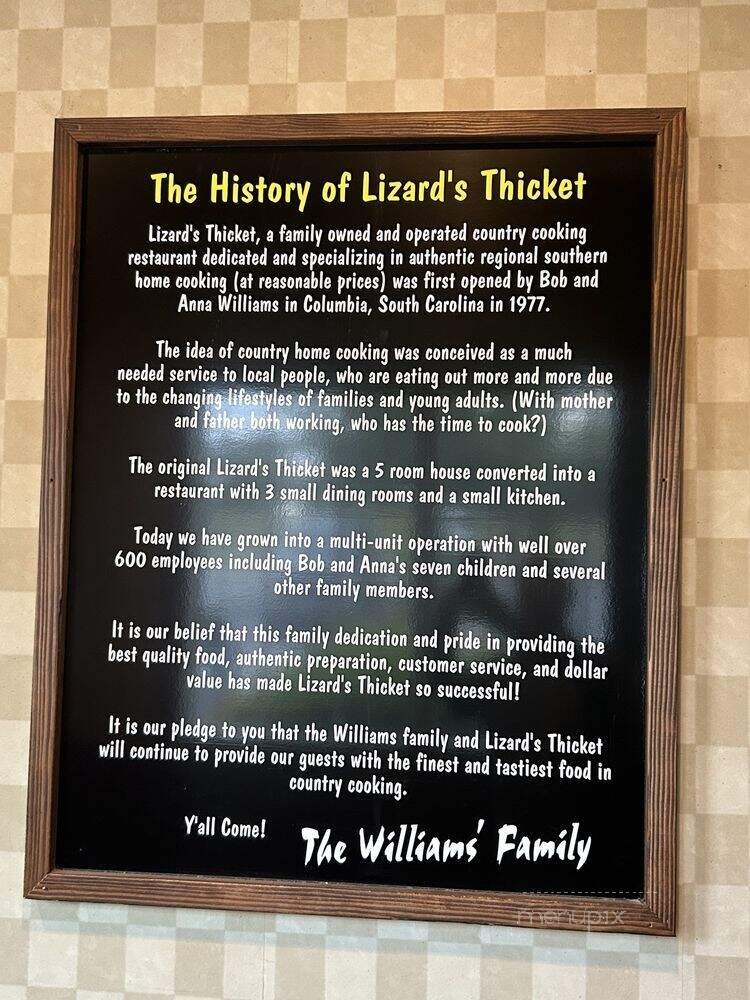 The History of Lizard's Thicket
Lizard's Thicket, a family owned and operated country cooking
restaurant dedicated and specializing in authentic regional southern
home cooking (at reasonable prices) was first opened by Bob and
Anna Williams in Columbia, South Carolina in 1977.
The idea of country home cooking was conceived as a much
needed service to local people, who are eating out more and more due
to the changing lifestyles of families and young adults. (With mother
and father both working, who has the time to cook?)
The original Lizard's Thicket was a 5 room house converted into a
restaurant with 3 small dining rooms and a small kitchen.
Today we have grown into a multi-unit operation with well over
600 employees including Bob and Anna's seven children and several
other family members.
It is our belief that this family dedication and pride in providing the
best quality food, authentic preparation, customer service, and dollar
value has made Lizard's Thicket so successful!
It is our pledge to you that the Williams family and Lizard's Thicket
will continue to provide our guests with the finest and tastiest food in
country cooking.
Y'all Come!
The Williams' Family
menupix